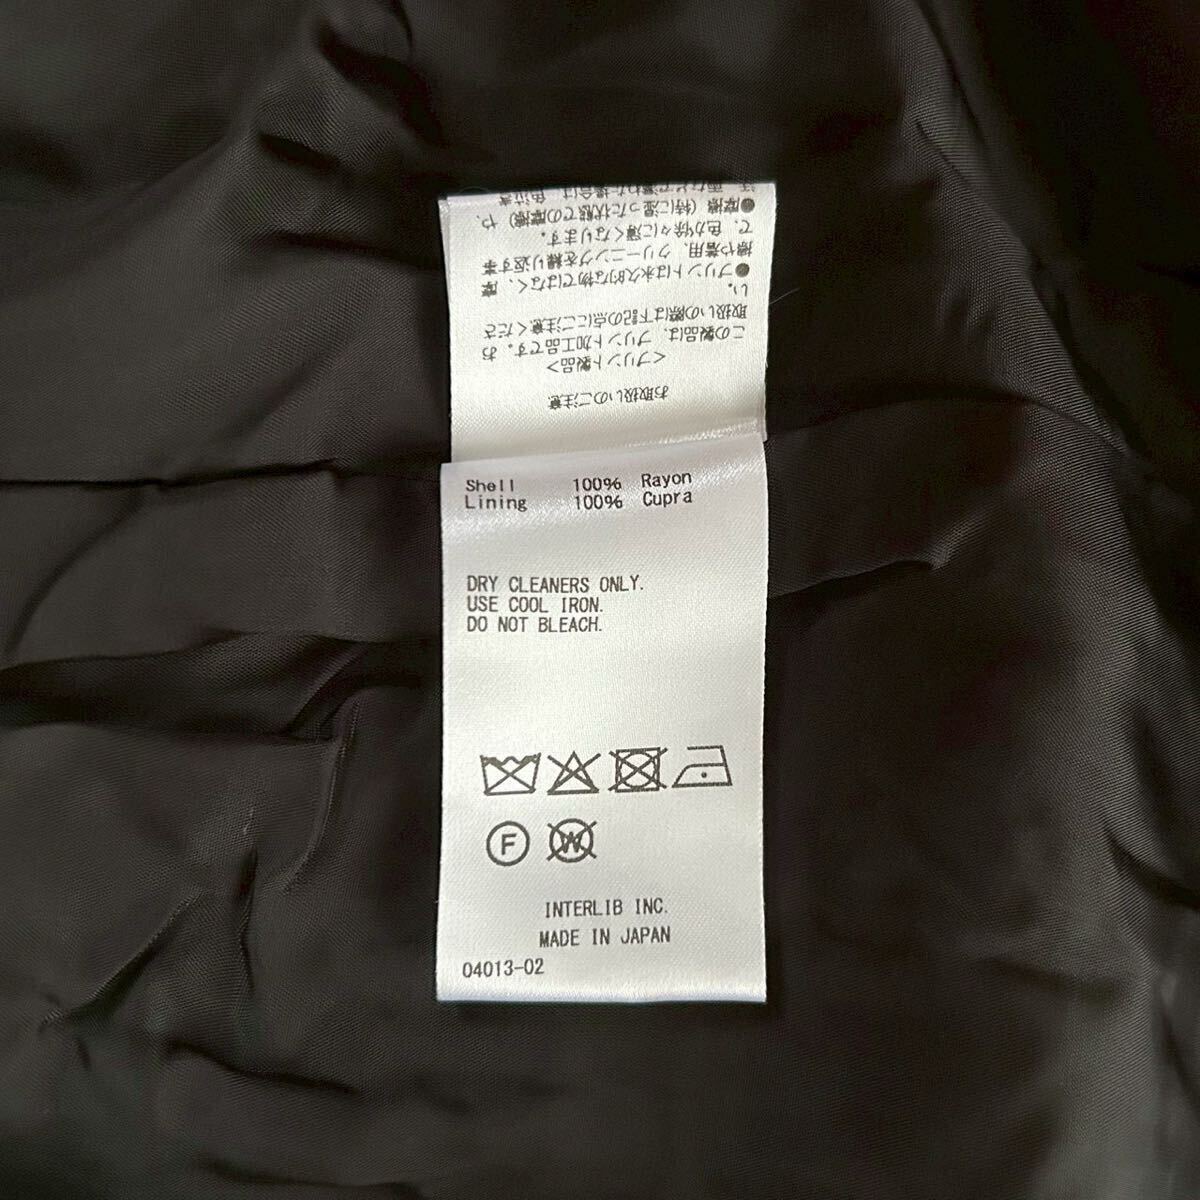 お取扱いのご注意
<プリント製品>
この製品は、プリント加工品です。お
取扱いの際は下記の点にご注意くださ
い。
●プリントは永久的な物ではなく、摩
擦や着用、クリーニングを繰り返す事
で、色が徐々に薄くなります。
●摩擦(特に湿った状態での摩擦)や、
Shell 100% Rayon
Lining 100% Cupra
DRY CLEANERS ONLY.
USE COOL IRON.
DO NOT BLEACH.
F W
INTERLIB INC.
MADE IN JAPAN
04013-02